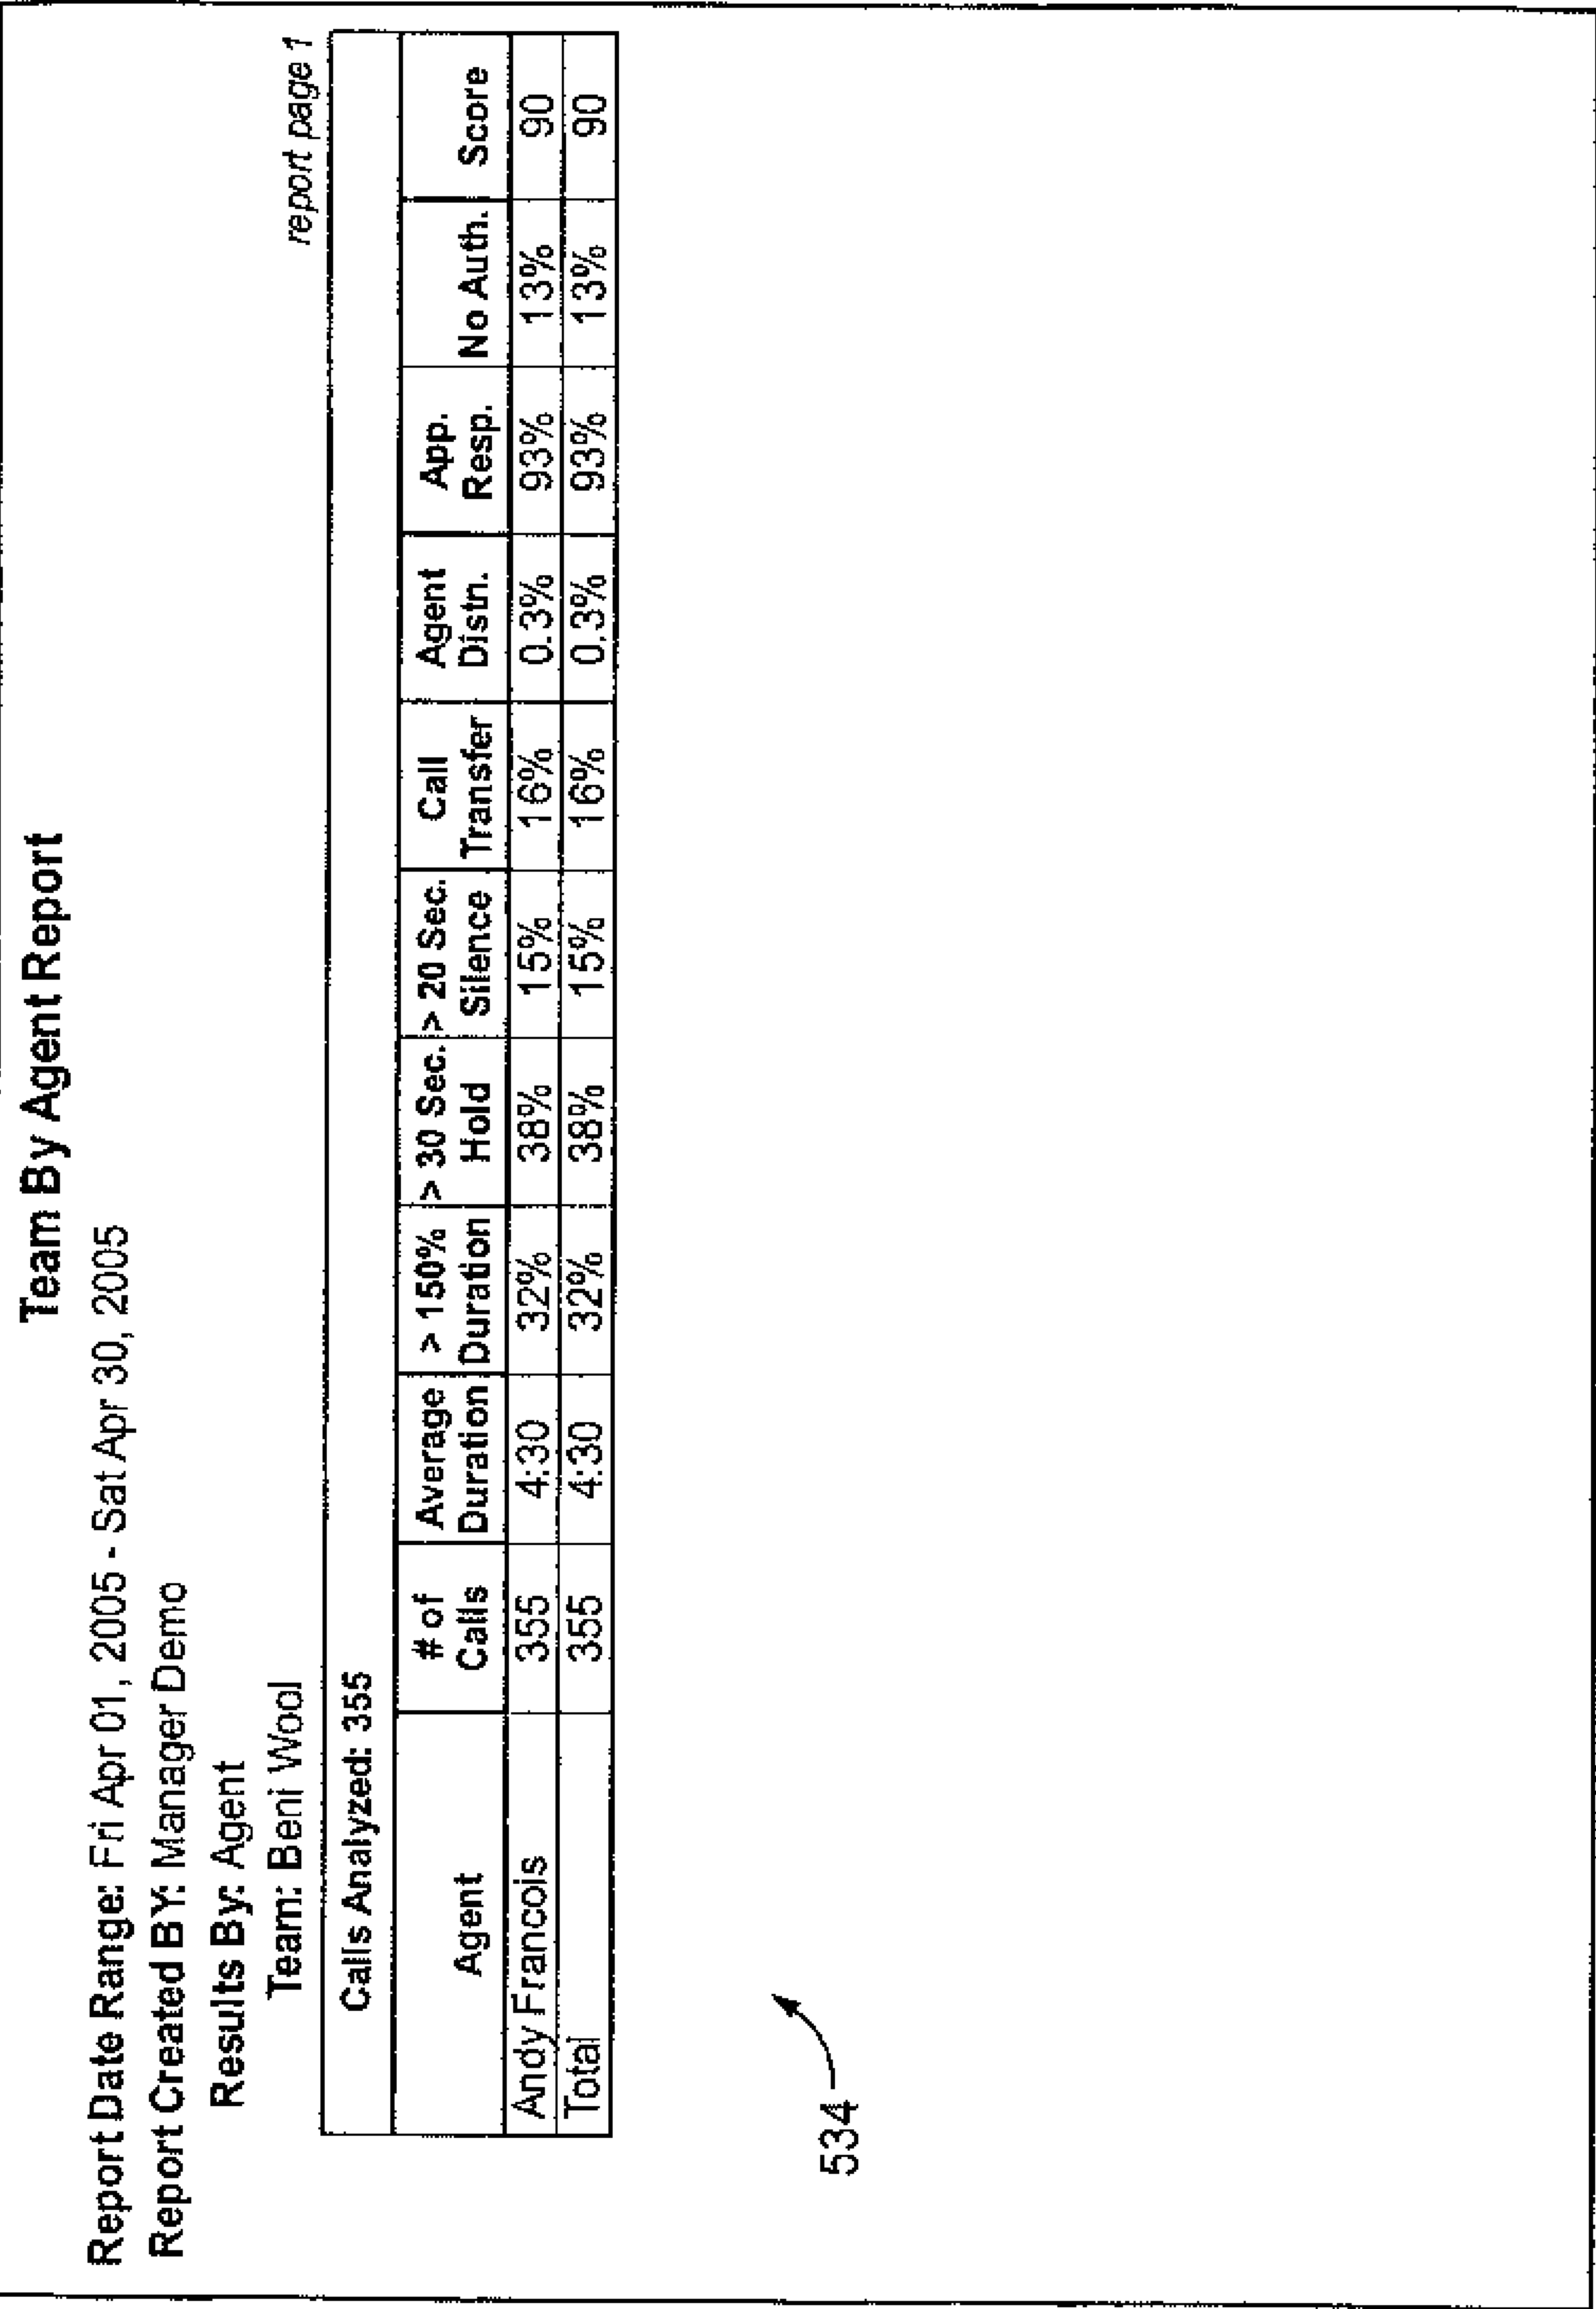 Team By Agent Report
Report Date Range: Fri Apr 01, 2005 - Sat Apr 30, 2005
Report Created BY: Manager Demo
Results By: Agent
Team: Beni Wool
report page 1
Calls Analyzed: 355
Agent # of Calls Average Duration > 150% Duration > 30 Sec. Hold > 20 Sec. Silence Call Transfer Agent Distn. App. Resp. No Auth. Score
Andy Francois 355 4:30 32% 38% 15% 16% 0.3% 93% 13% 90
Total 355 4:30 32% 38% 15% 16% 0.3% 93% 13% 90
534